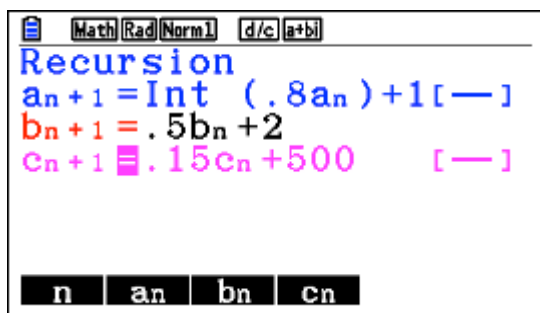 Math Rad Norm1 d/c a+bi
Recursion
aₙ₊₁=Int (.8aₙ)+1[—]
bₙ₊₁=.5bₙ+2
cₙ₊₁=.15cₙ+500 [—]
n aₙ bₙ cₙ